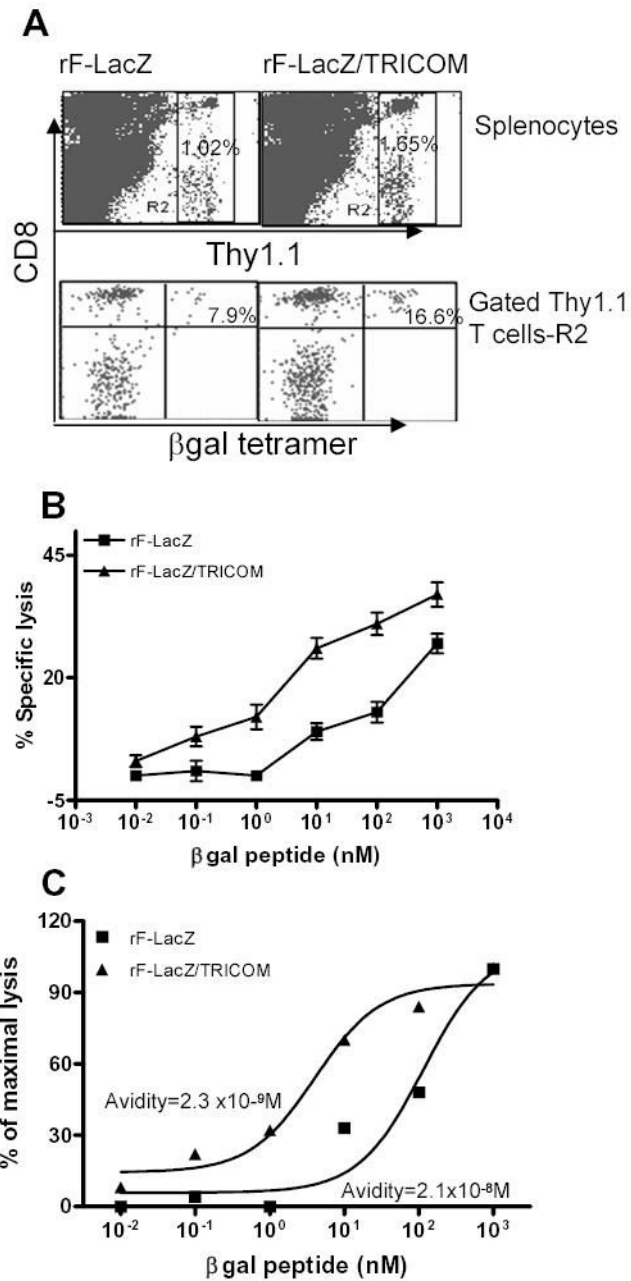 A
rF-LacZ
rF-LacZ/TRICOM
1.02%
R2
1.65%
R2
Splenocytes
CD8
Thy1.1
7.9%
16.6%
Gated Thy1.1
T cells-R2
βgal tetramer
B
rF-LacZ
rF-LacZ/TRICOM
% Specific lysis
45
20
-5
10⁻³ 10⁻² 10⁻¹ 10⁰ 10¹ 10² 10³ 10⁴
βgal peptide (nM)
C
rF-LacZ
rF-LacZ/TRICOM
% of maximal lysis
120
90
60
30
0
Avidity=2.3 x10⁻⁹M
Avidity=2.1x10⁻⁸M
10⁻² 10⁻¹ 10⁰ 10¹ 10² 10³
βgal peptide (nM)